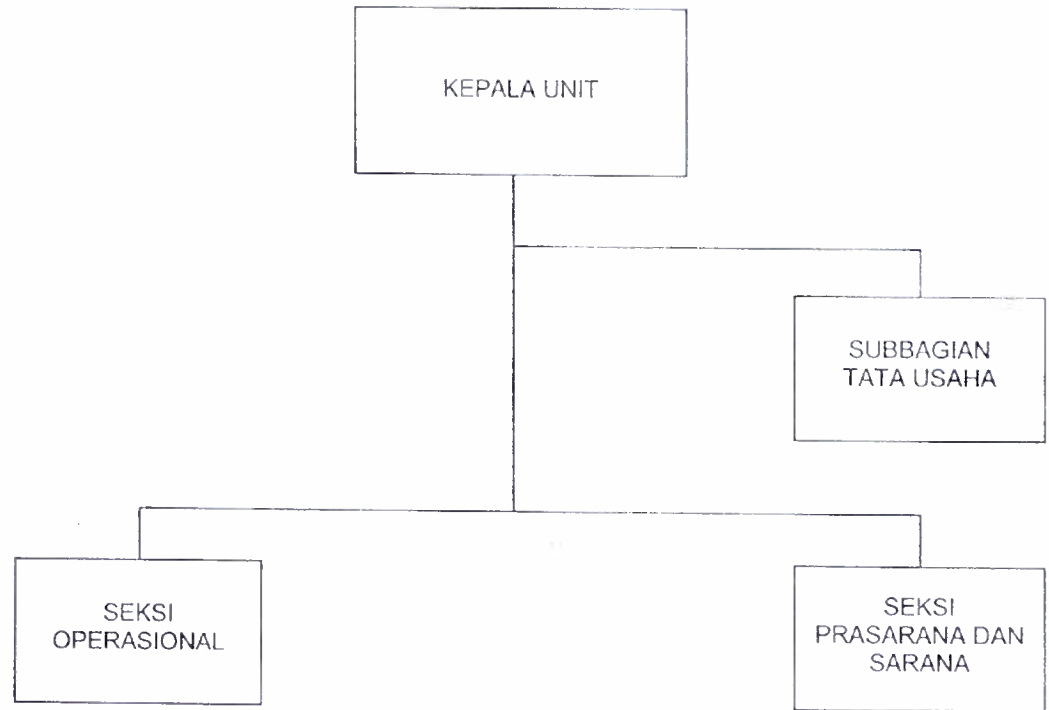 KEPALA UNIT
SUBBAGIAN
TATA USAHA
SEKSI
OPERASIONAL
SEKSI
PRASARANA DAN
SARANA